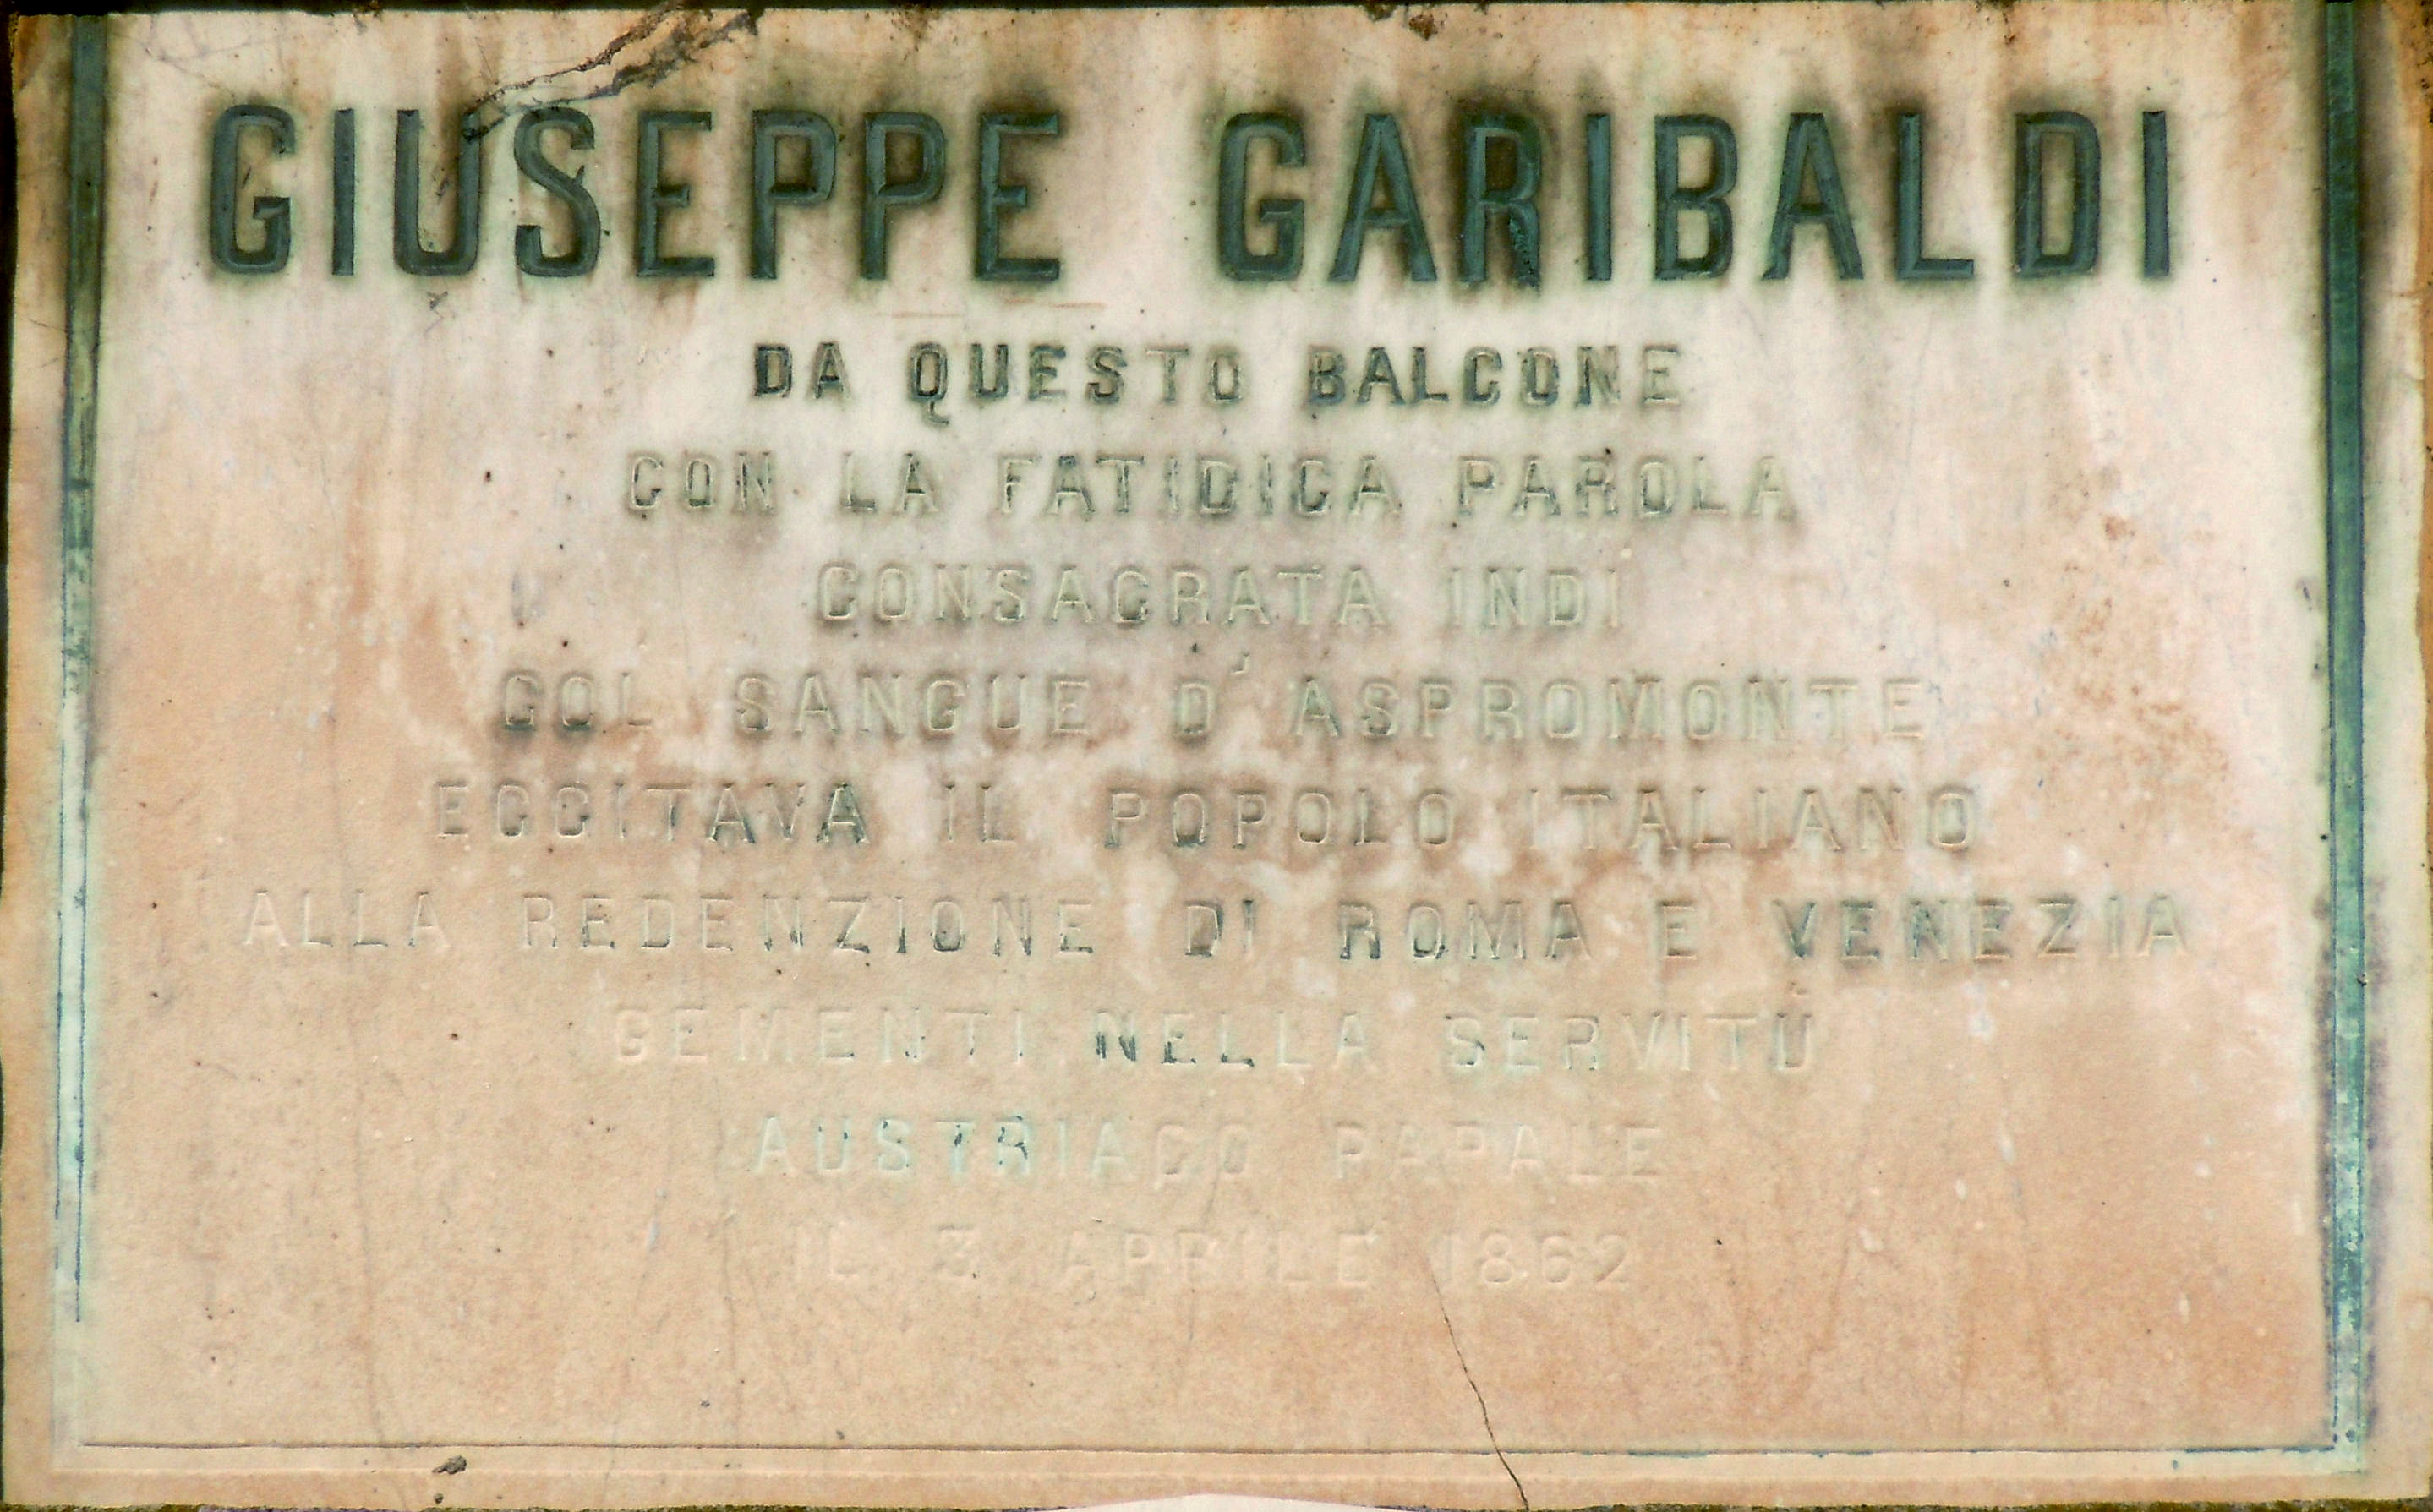 GIUSEPPE GARIBALDI
DA QUESTO BALCONE
CON LA FATIDICA PAROLA
CONSACRATA INDI
COL SANGUE D'ASPROMONTE
ECCITAVA IL POPOLO ITALIANO
ALLA REDENZIONE DI ROMA E VENEZIA
GEMENTI NELLA SERVITÙ
AUSTRIACO PAPALE
IL 3 APRILE 1862